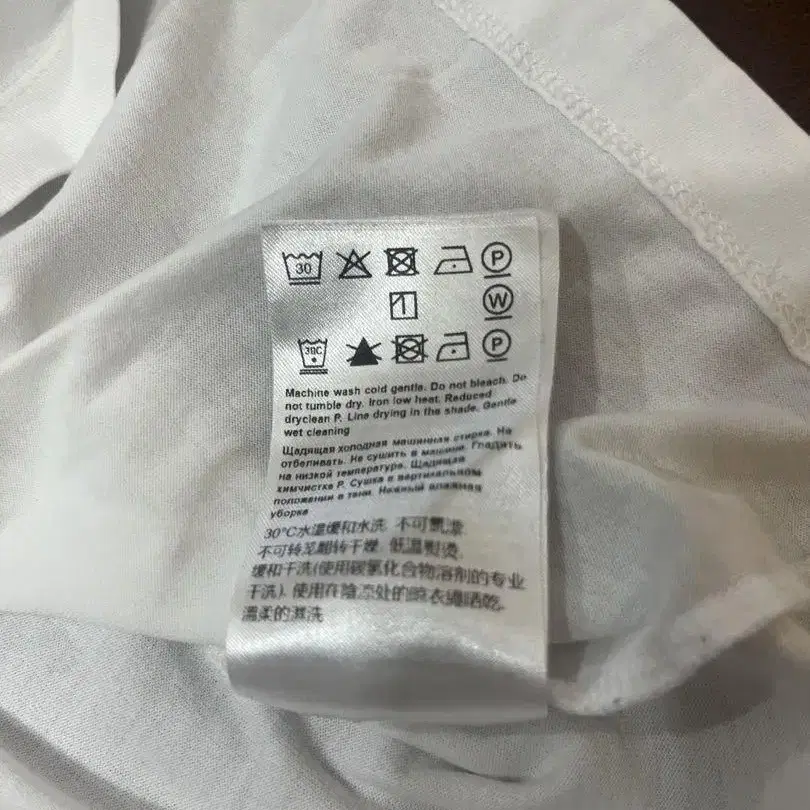 30 P
W
30C P
Machine wash cold gentle. Do not bleach. Do
not tumble dry. Iron low heat. Reduced
dryclean P. Line drying in the shade. Gentle
wet cleaning
Щадящая холодная машинная стирка. Не
отбеливать. Не сушить в машине. Гладить
на низкой температуре. Щадящая
химчистка P. Сушка в вертикальном
положении в тени. Нежный влажная
уборка
30°C水温缓和水洗 不可氯漂
不可转笼翻转干燥 低温熨烫
缓和干洗(使用碳氯化合物溶剂的专业
干洗). 使用在陰凉处的晾衣绳晒乾.
温柔的濕洗